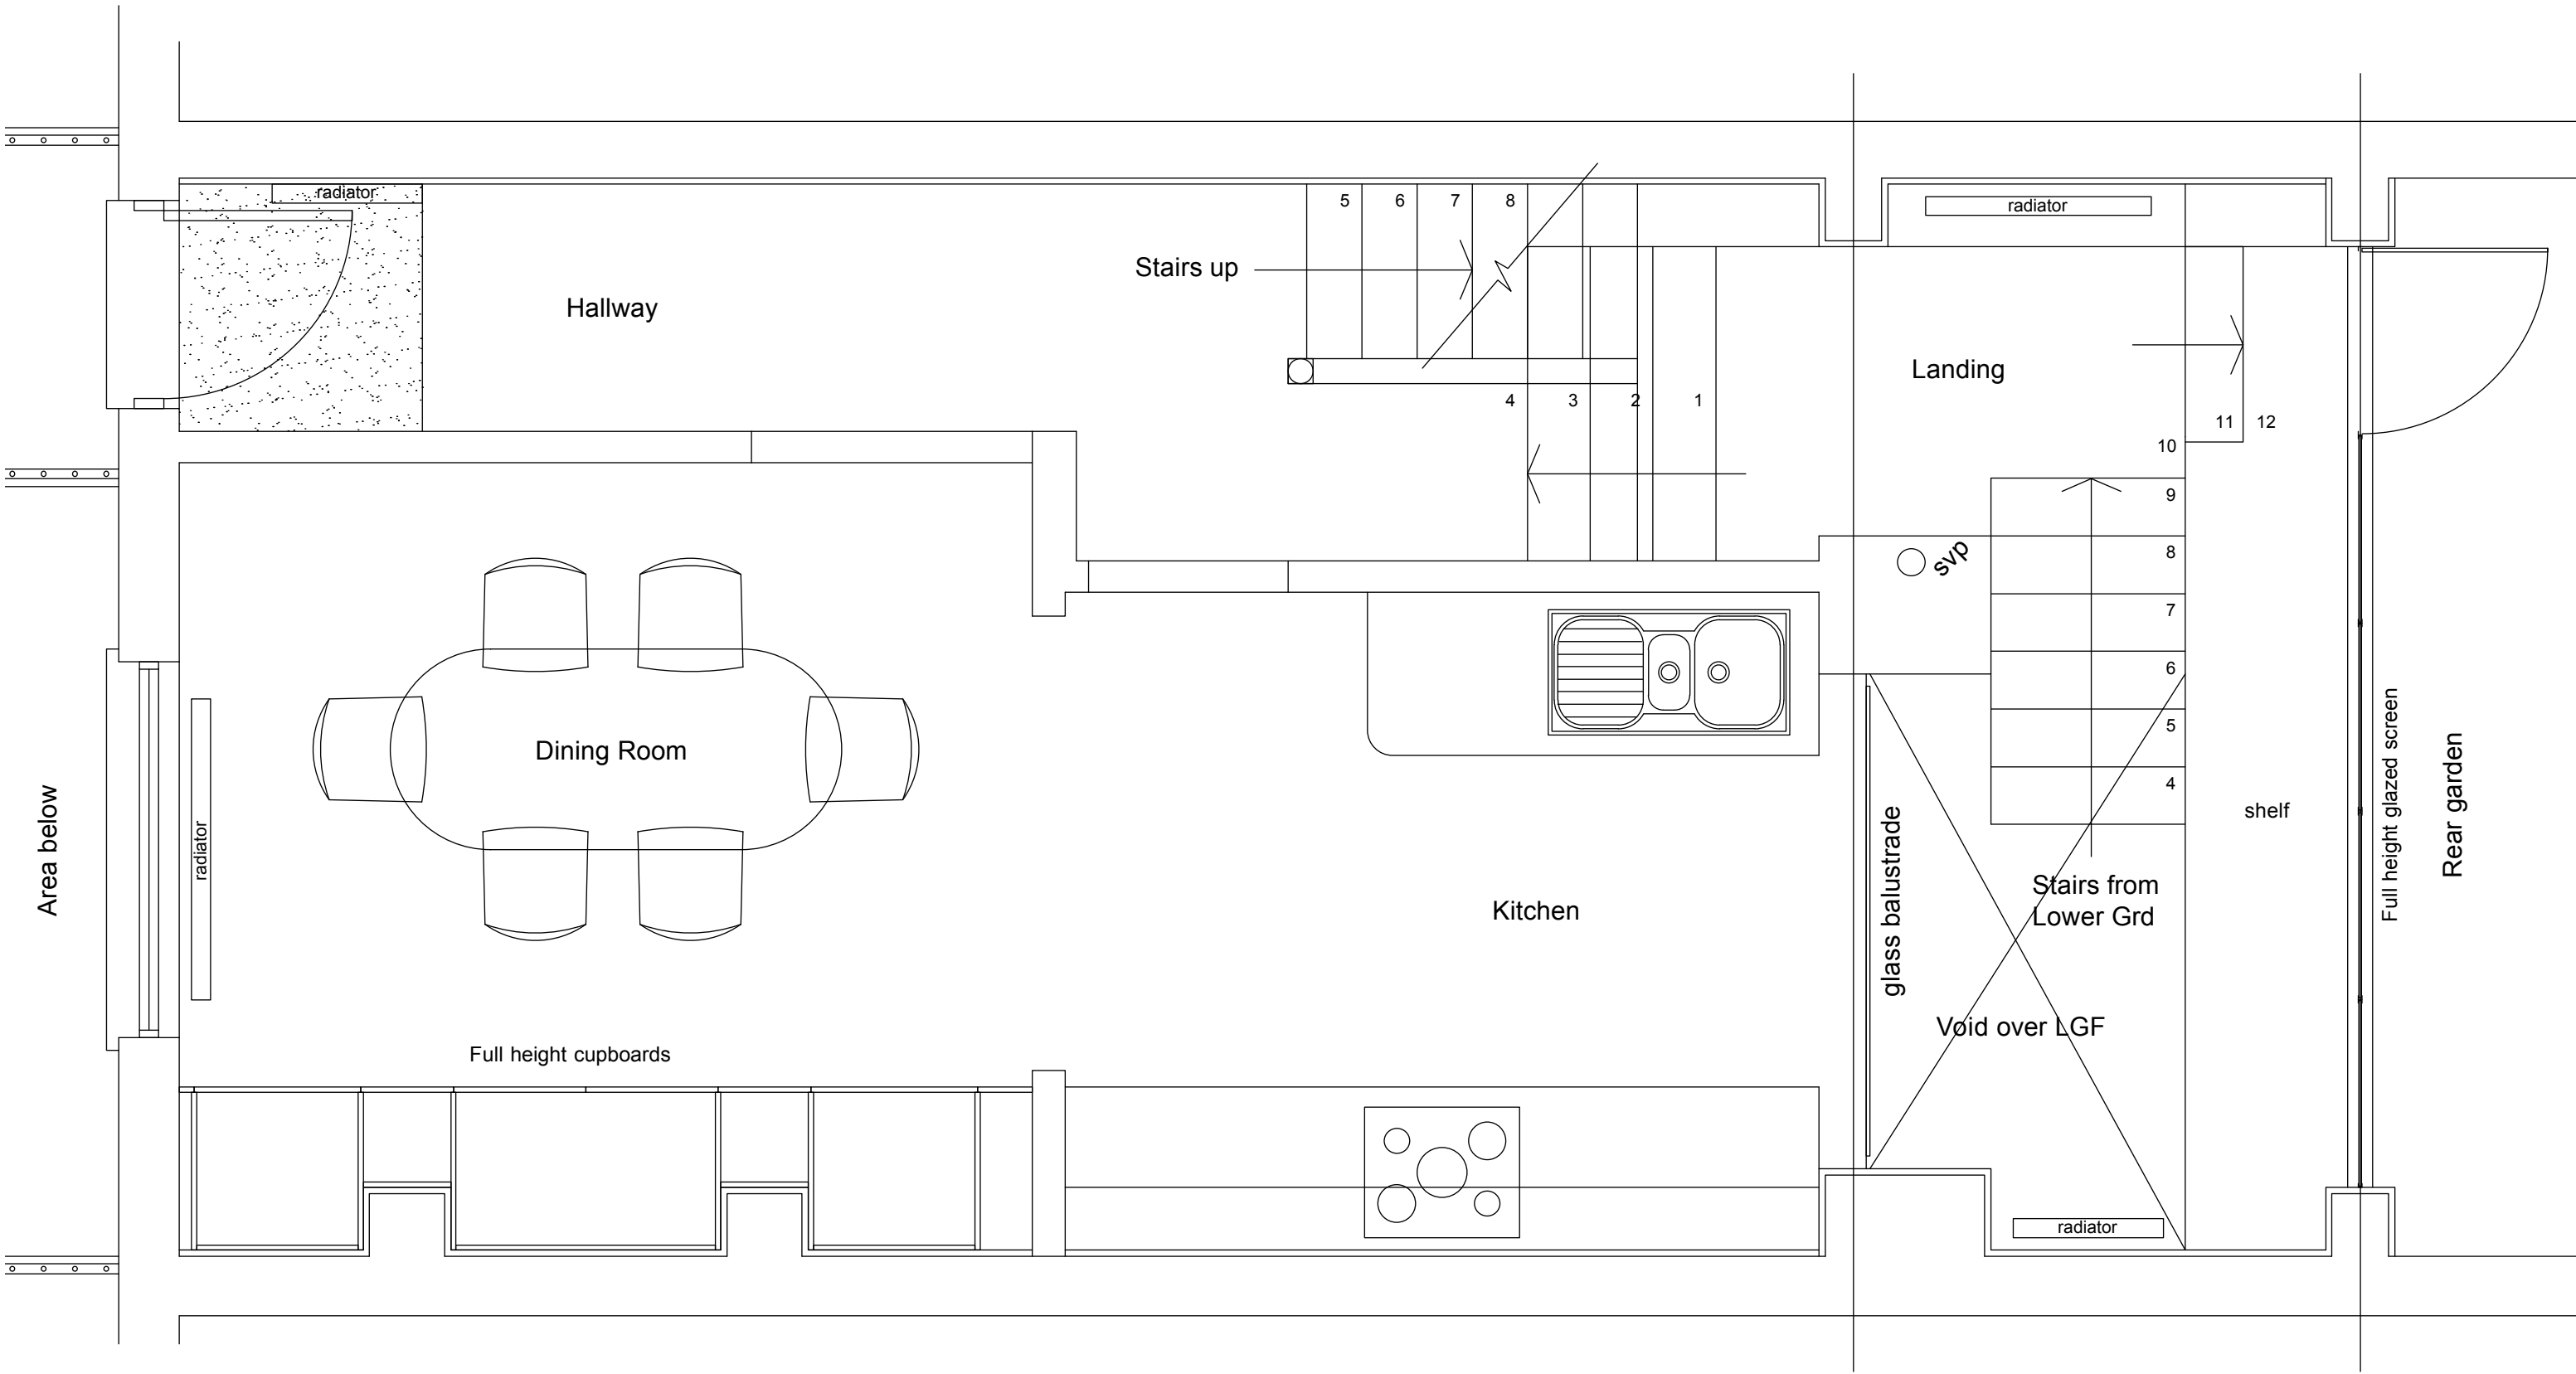 radiator
5
6
7
8
radiator
Stairs up
Hallway
Landing
4
3
2
1
11
12
10
9
svp
8
7
6
5
4
Dining Room
shelf
Full height glazed screen
Rear garden
Area below
radiator
glass balustrade
Stairs from
Lower Grd
Kitchen
Void over LGF
Full height cupboards
radiator